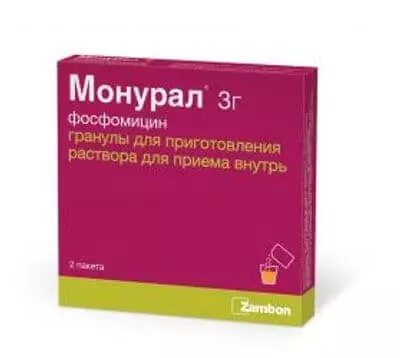 Монурал® 3г
фосфомицин
гранулы для приготовления
раствора для приема внутрь
2 пакета
Zambon